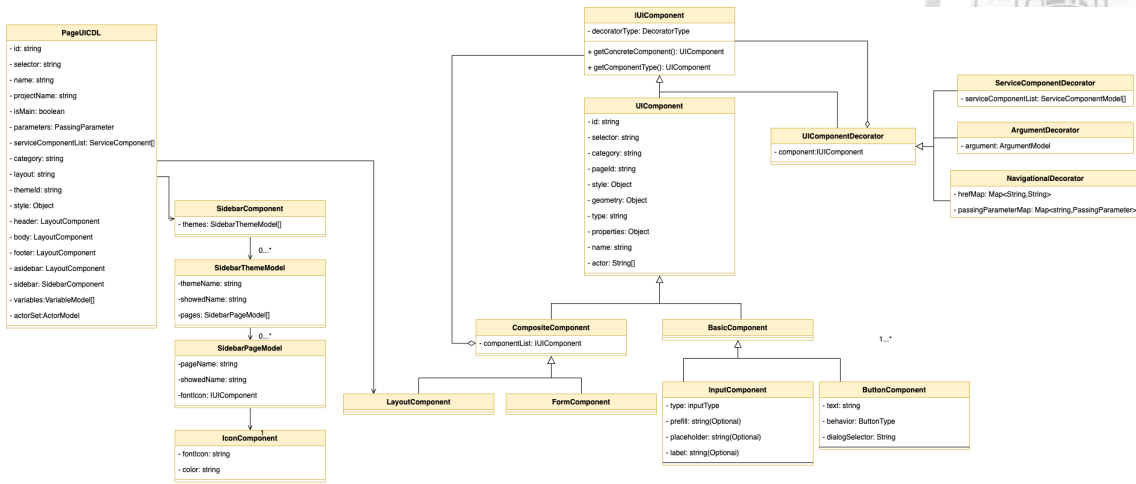 PageUICDL
- id: string
- selector: string
- name: string
- projectName: string
- isMain: boolean
- parameters: PassingParameter
- serviceComponentList: ServiceComponent[]
- category: string
- layout: string
- themeId: string
- style: Object
- header: LayoutComponent
- body: LayoutComponent
- footer: LayoutComponent
- asidebar: LayoutComponent
- sidebar: SidebarComponent
- variables:VariableModel[]
- actorSet:ActorModel
SidebarComponent
- themes: SidebarThemeModel[]
0...*
SidebarThemeModel
-themeName: string
-showedName: string
-pages: SidebarPageModel[]
0...*
SidebarPageModel
-pageName: string
-showedName: string
-fontIcon: IUIComponent
1
IconComponent
- fontIcon: string
- color: string
IUIComponent
- decoratorType: DecoratorType
+ getConcreteComponent(): UIComponent
+ getComponentType(): UIComponent
UIComponent
- id: string
- selector: string
- category: string
- pageId: string
- style: Object
- geometry: Object
- type: string
- properties: Object
- name: string
- actor: String[]
UIComponentDecorator
- component:IUIComponent
ServiceComponentDecorator
- serviceComponentList: ServiceComponentModel[]
ArgumentDecorator
- argument: ArgumentModel
NavigationalDecorator
- hrefMap: Map<String,String>
- passingParameterMap: Map<string,PassingParameter>
CompositeComponent
- componentList: IUIComponent
BasicComponent
1...*
LayoutComponent
FormComponent
InputComponent
- type: inputType
- prefill: string(Optional)
- placeholder: string(Optional)
- label: string(Optional)
ButtonComponent
- text: string
- behavior: ButtonType
- dialogSelector: String